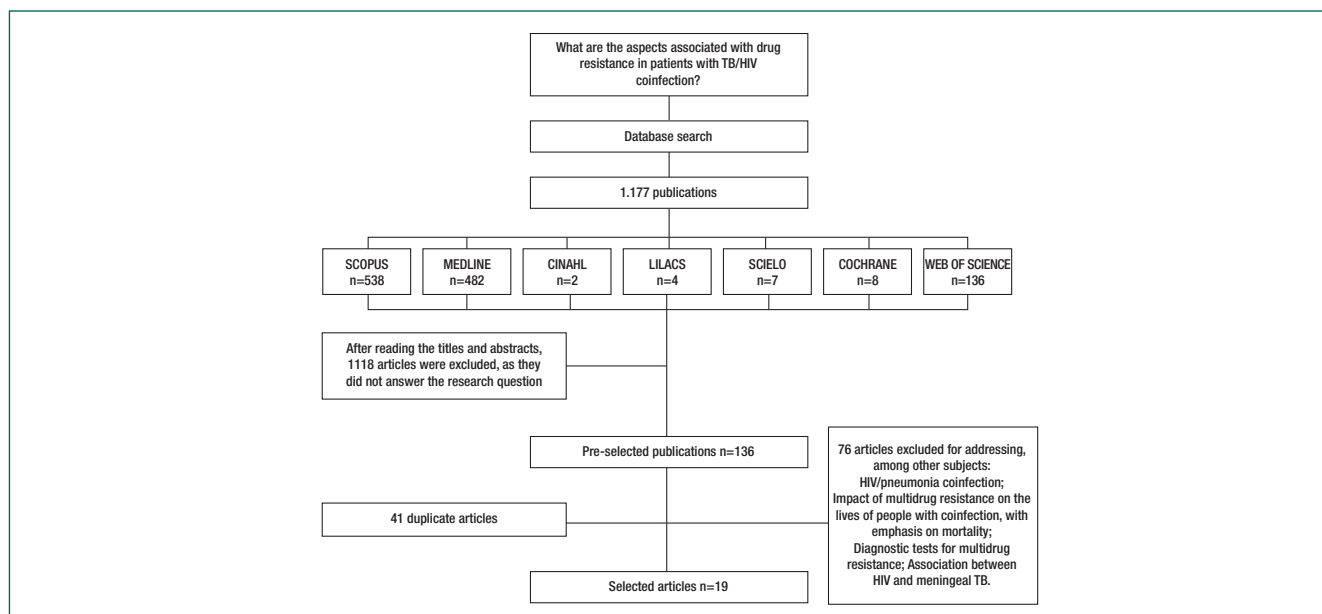 What are the aspects associated with drug
resistance in patients with TB/HIV
coinfection?
Database search
1.177 publications
SCOPUS
n=538
MEDLINE
n=482
CINAHL
n=2
LILACS
n=4
SCIELO
n=7
COCHRANE
n=8
WEB OF SCIENCE
n=136
After reading the titles and abstracts,
1118 articles were excluded, as they
did not answer the research question
Pre-selected publications n=136
76 articles excluded for addressing,
among other subjects:
HIV/pneumonia coinfection;
Impact of multidrug resistance on the
lives of people with coinfection, with
emphasis on mortality;
Diagnostic tests for multidrug
resistance; Association between
HIV and meningeal TB.
41 duplicate articles
Selected articles n=19